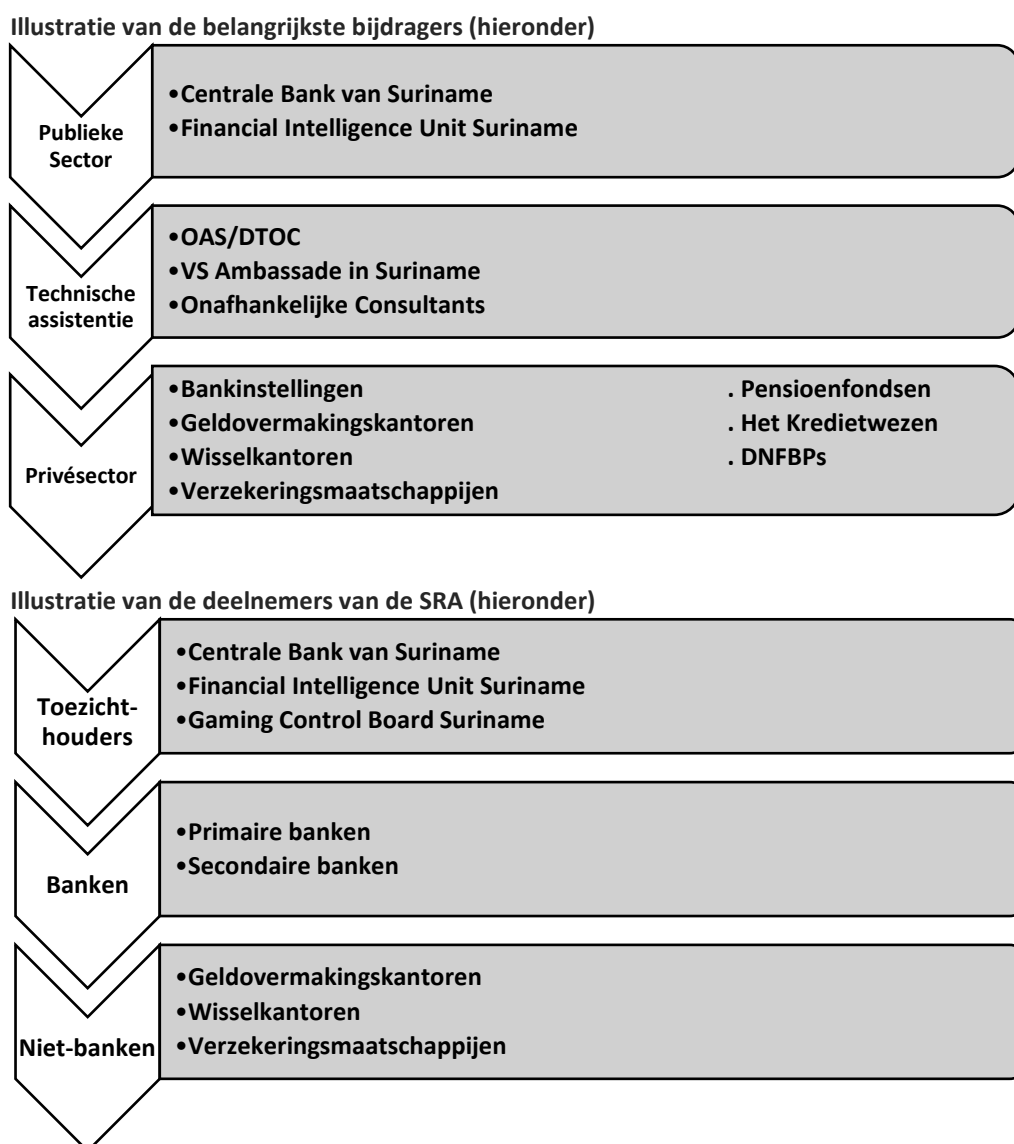 Illustratie van de belangrijkste bijdragers (hieronder)
Publieke
Sector
•Centrale Bank van Suriname
•Financial Intelligence Unit Suriname
Technische
assistentie
•OAS/DTOC
•VS Ambassade in Suriname
•Onafhankelijke Consultants
Privésector
•Bankinstellingen . Pensioenfondsen
•Geldovermakingskantoren . Het Kredietwezen
•Wisselkantoren . DNFBPs
•Verzekeringsmaatschappijen
Illustratie van de deelnemers van de SRA (hieronder)
Toezicht-
houders
•Centrale Bank van Suriname
•Financial Intelligence Unit Suriname
•Gaming Control Board Suriname
Banken
•Primaire banken
•Secondaire banken
Niet-banken
•Geldovermakingskantoren
•Wisselkantoren
•Verzekeringsmaatschappijen